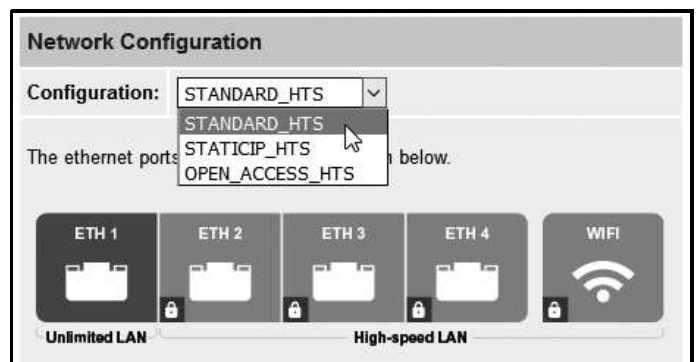 Network Configuration
Configuration: STANDARD_HTS
STANDARD_HTS
STATICIP_HTS
OPEN_ACCESS_HTS
The ethernet ports below.
ETH 1 ETH 2 ETH 3 ETH 4 WIFI
Unlimited LAN High-speed LAN